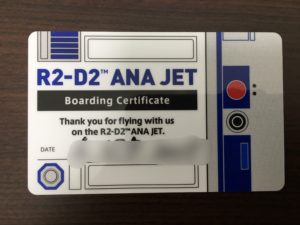 R2-D2™ ANA JET
Boarding Certificate
Thank you for flying with us
on the R2-D2™ ANA JET.
DATE